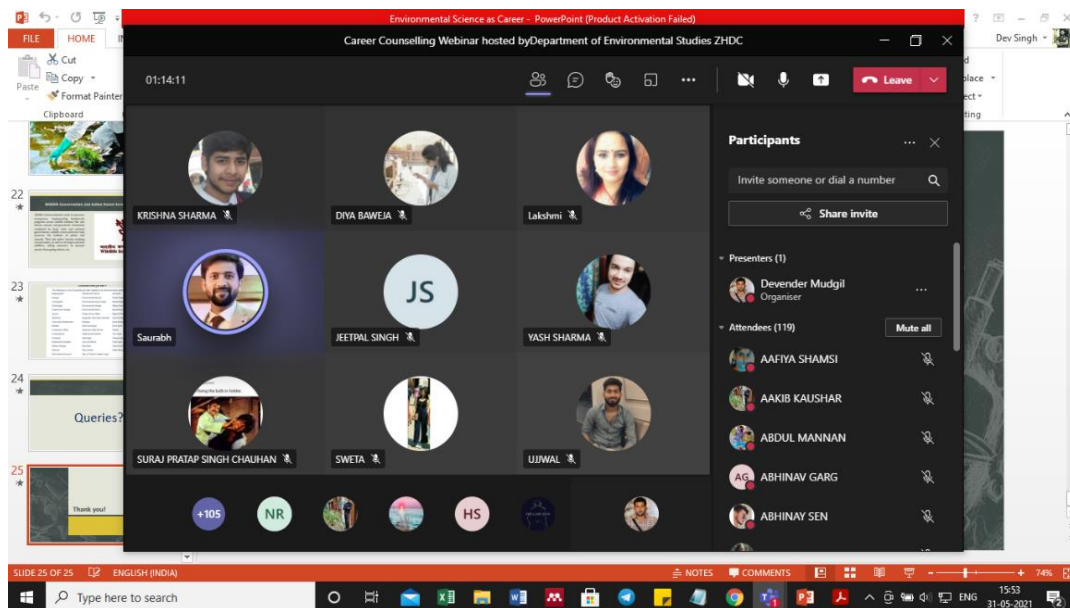 Environmental Science as Career - PowerPoint (Product Activation Failed)
FILE
HOME
Dev Singh
Cut
Copy
Paste
Format Painter
Clipboard
Career Counselling Webinar hosted byDepartment of Environmental Studies ZHDC
01:14:11
Leave
KRISHNA SHARMA
DIYA BAWEJA
Lakshmi
Saurabh
JS
JEETPAL SINGH
YASH SHARMA
SURAJ PRATAP SINGH CHAUHAN
SWETA
UJJWAL
+105
NR
HS
Participants
Invite someone or dial a number
Share invite
Presenters (1)
Devender Mudgil
Organiser
Attendees (119)
Mute all
AAFIYA SHAMSI
AAKIB KAUSHAR
ABDUL MANNAN
AG
ABHINAV GARG
ABHINAY SEN
22
23
24
Queries?
25
Thank you!
SLIDE 25 OF 25
ENGLISH (INDIA)
NOTES
COMMENTS
74%
Type here to search
ENG
15:53
31-05-2021